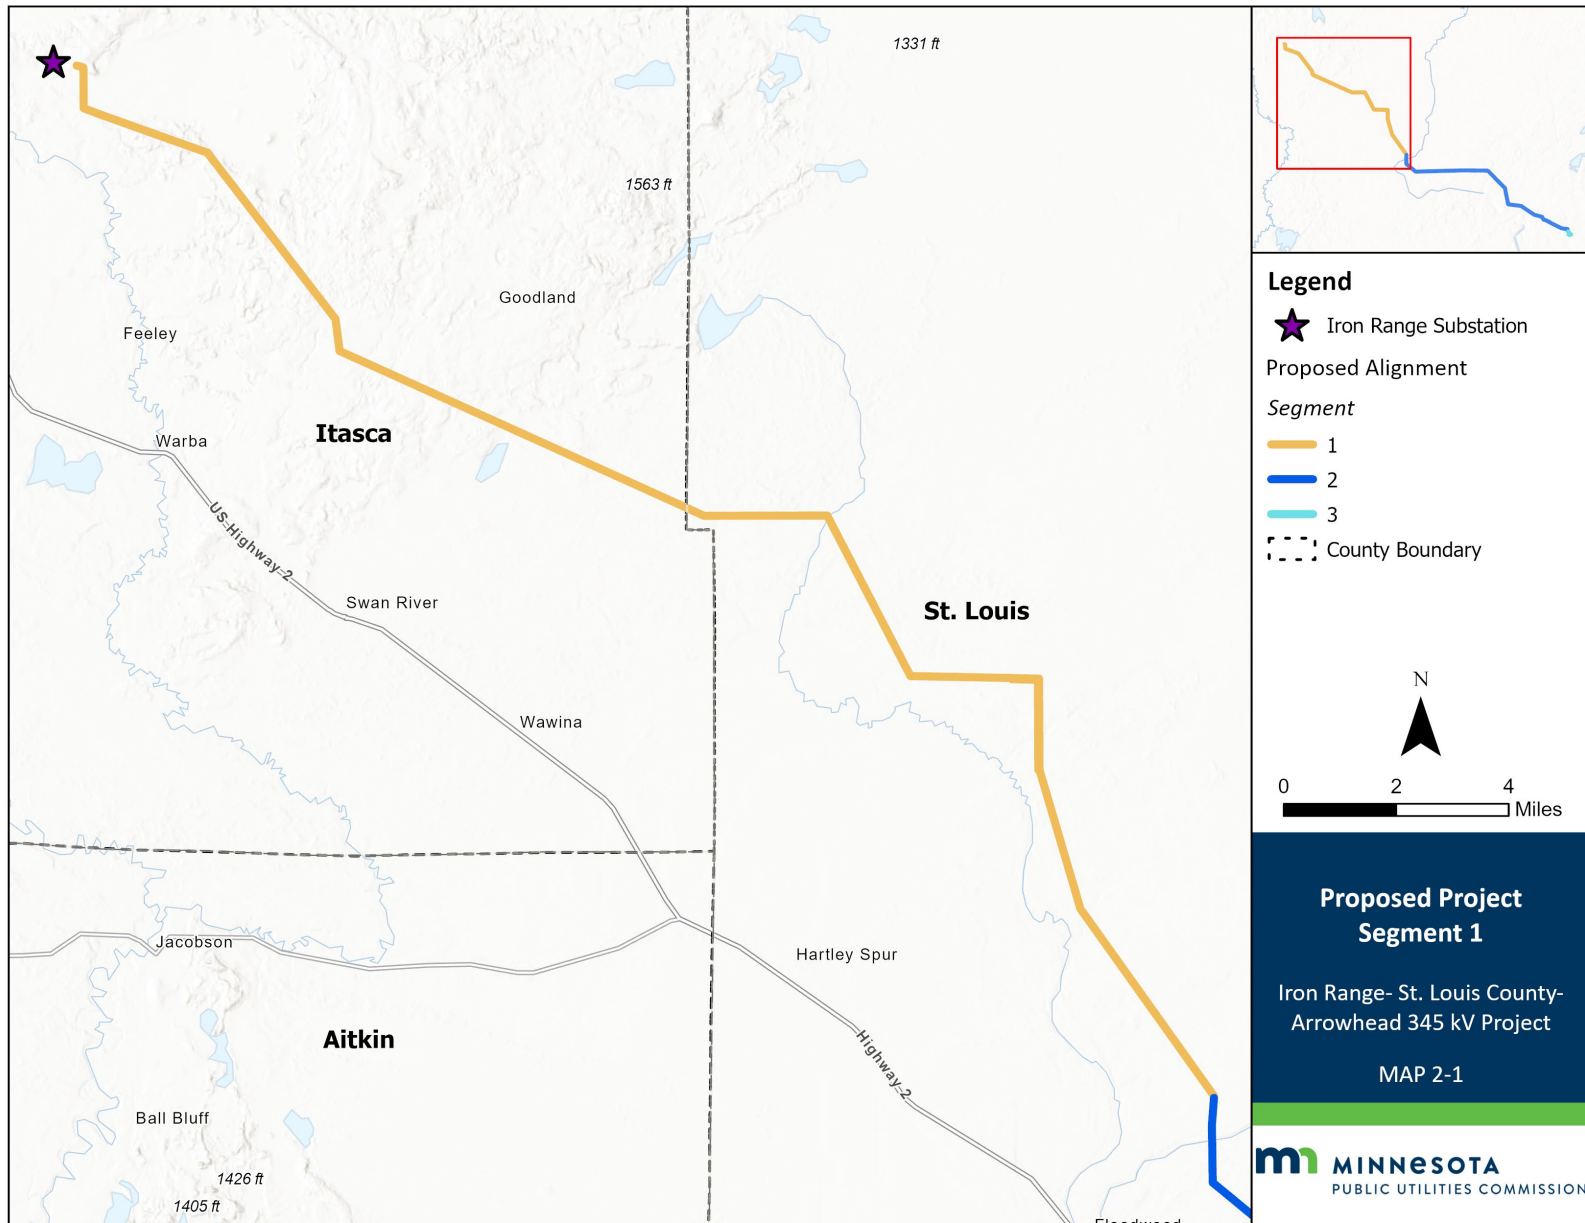 1331 ft
1563 ft
Goodland
Feeley
Itasca
Warba
US Highway 2
Swan River
St. Louis
Wawina
Jacobson
Hartley Spur
Aitkin
Highway 2
Ball Bluff
1426 ft
1405 ft
Legend
Iron Range Substation
Proposed Alignment
Segment
1
2
3
County Boundary
N
0 2 4
Miles
Proposed Project
Segment 1
Iron Range- St. Louis County-
Arrowhead 345 kV Project
MAP 2-1
mn MINNESOTA
PUBLIC UTILITIES COMMISSION